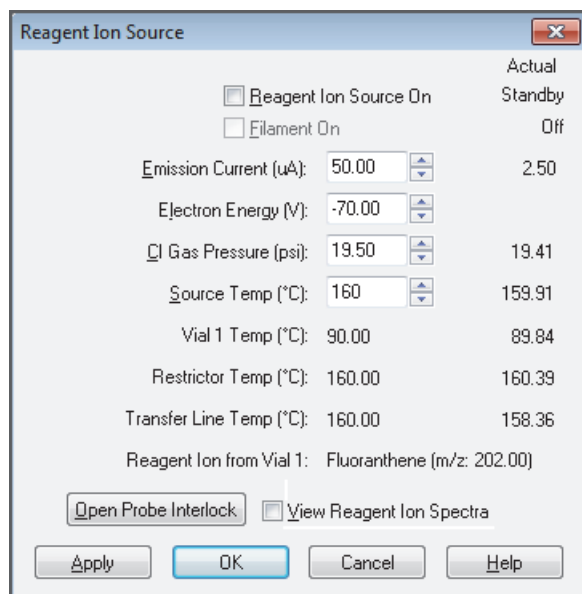 Reagent Ion Source
Actual
Reagent Ion Source On Standby
Filament On Off
Emission Current (uA): 50.00 2.50
Electron Energy (V): -70.00
CI Gas Pressure (psi): 19.50 19.41
Source Temp (°C): 160 159.91
Vial 1 Temp (°C): 90.00 89.84
Restrictor Temp (°C): 160.00 160.39
Transfer Line Temp (°C): 160.00 158.36
Reagent Ion from Vial 1: Fluoranthene (m/z: 202.00)
Open Probe Interlock View Reagent Ion Spectra
Apply OK Cancel Help